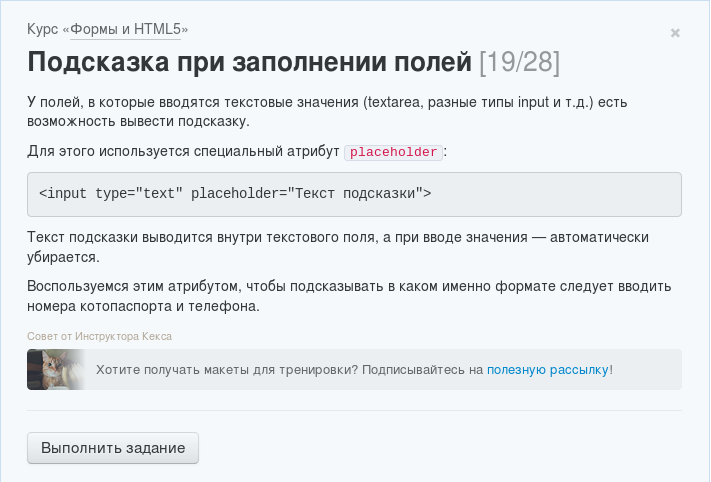 Курс «Формы и HTML5»
×
Подсказка при заполнении полей [19/28]
У полей, в которые вводятся текстовые значения (textarea, разные типы input и т.д.) есть
возможность вывести подсказку.
Для этого используется специальный атрибут placeholder:
<input type="text" placeholder="Текст подсказки">
Текст подсказки выводится внутри текстового поля, а при вводе значения — автоматически
убирается.
Воспользуемся этим атрибутом, чтобы подсказывать в каком именно формате следует вводить
номера котопаспорта и телефона.
Совет от Инструктора Кекса
Хотите получать макеты для тренировки? Подписывайтесь на полезную рассылку!
Выполнить задание